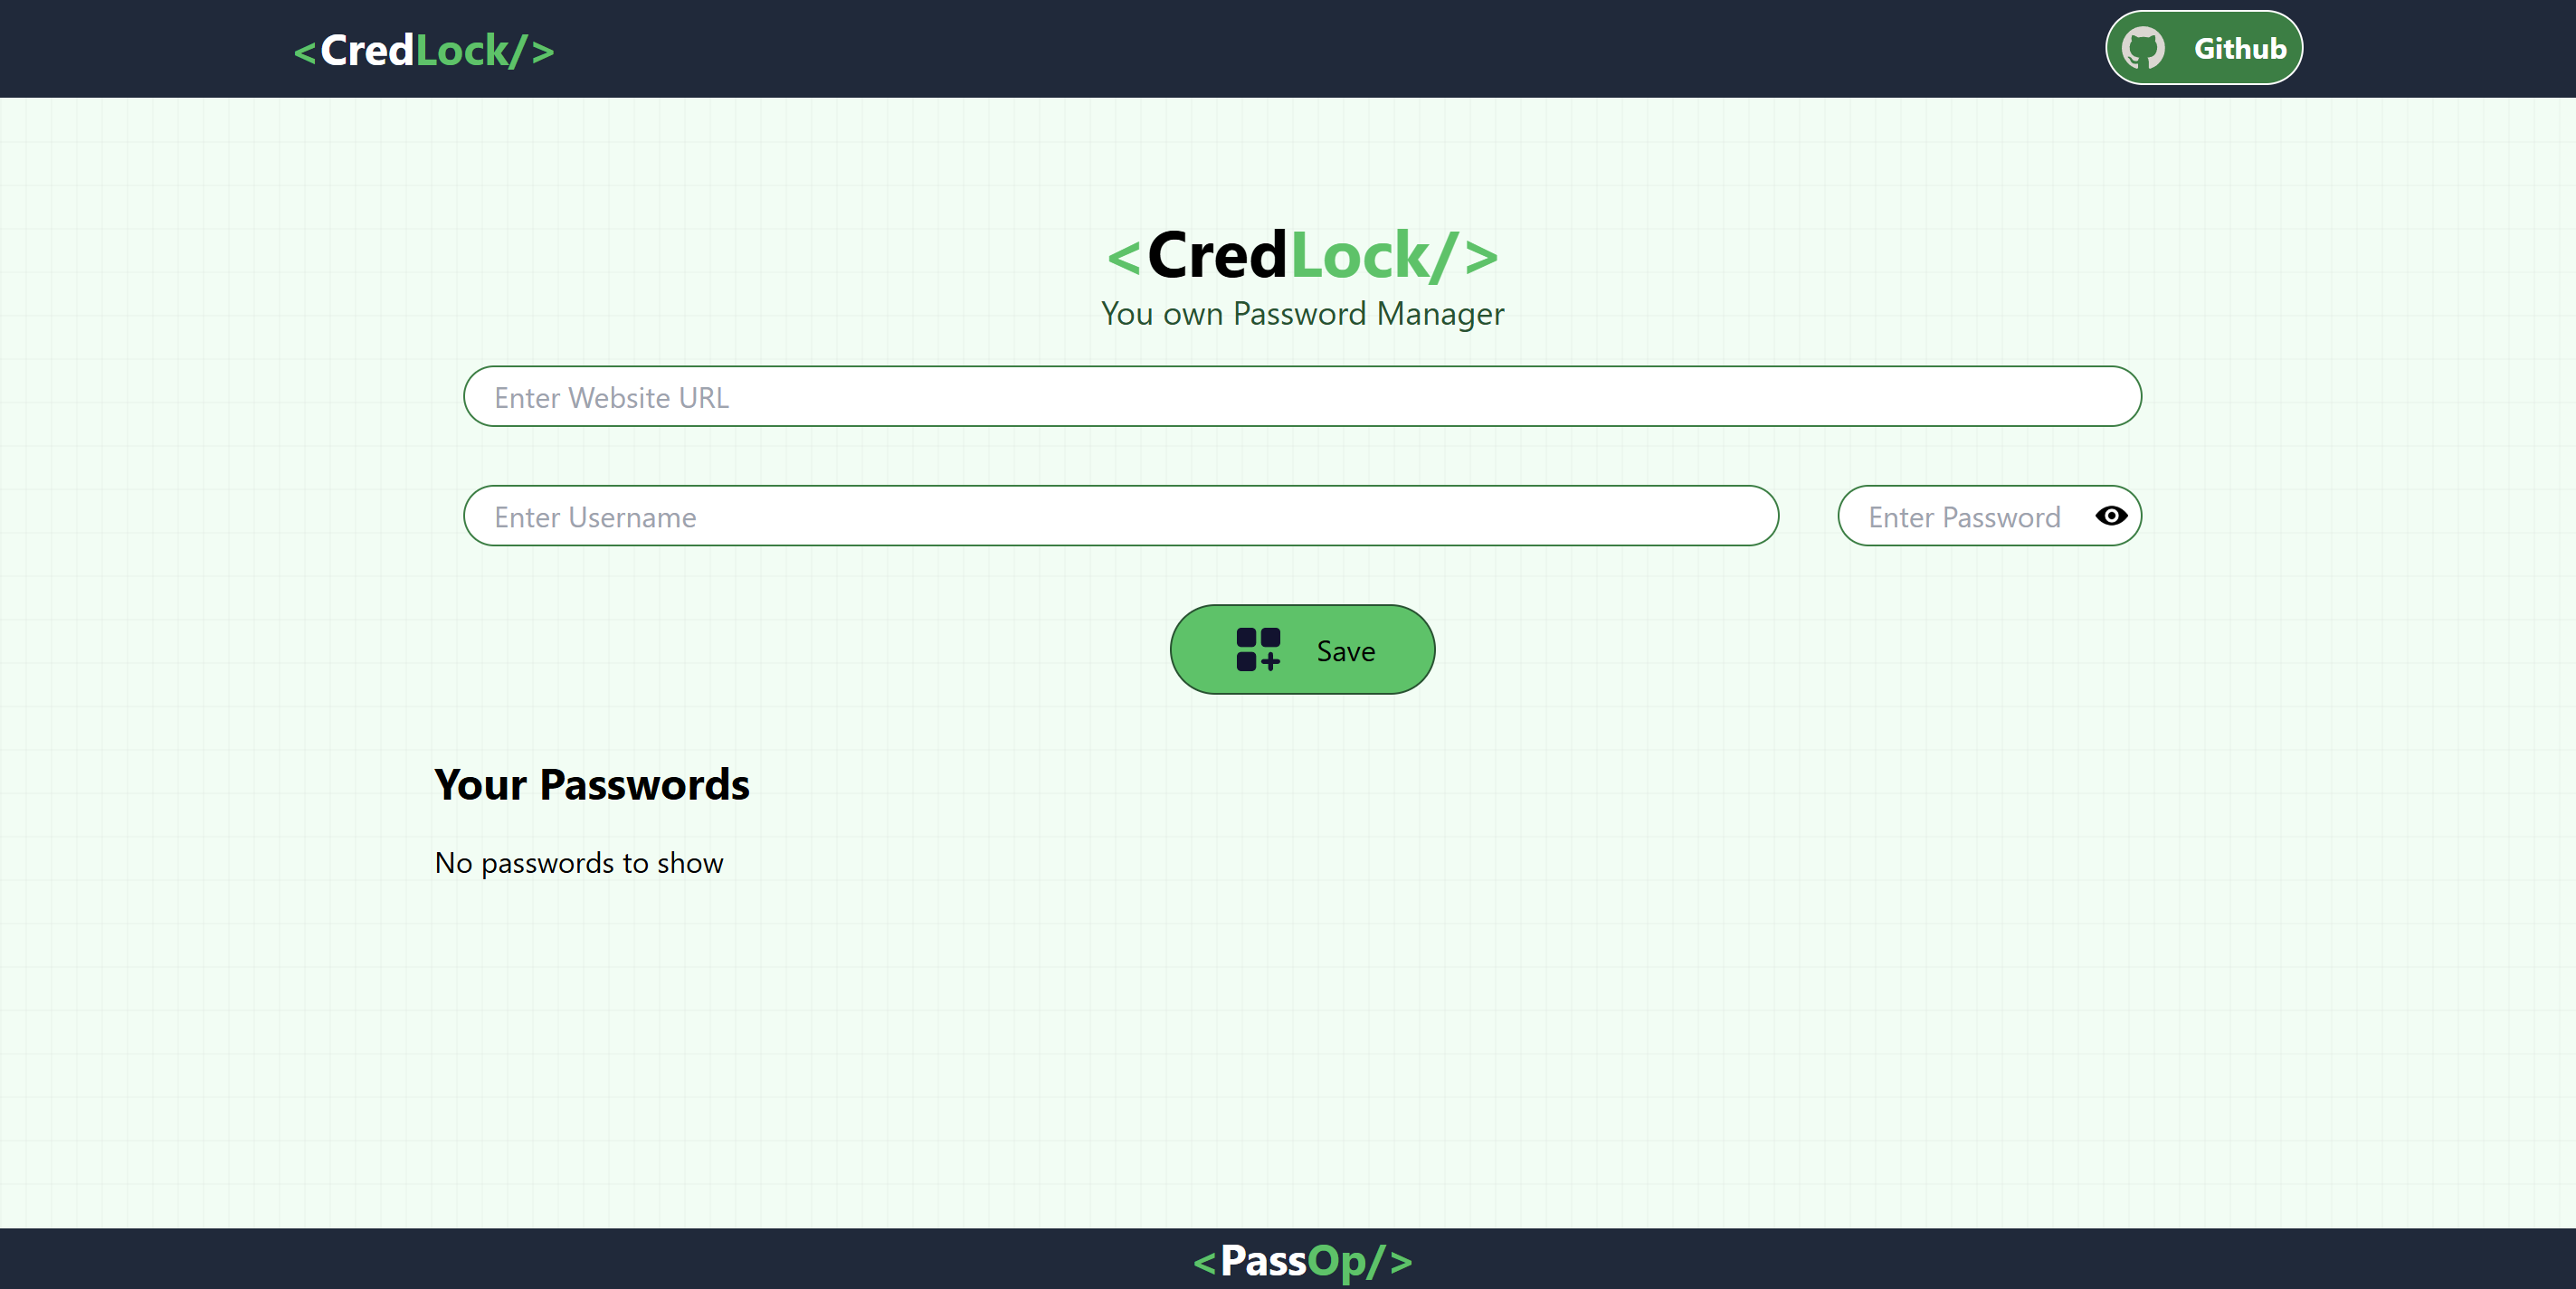 <CredLock/>
Github
<CredLock/>
You own Password Manager
Enter Website URL
Enter Username
Enter Password
Save
Your Passwords
No passwords to show
<PassOp/>